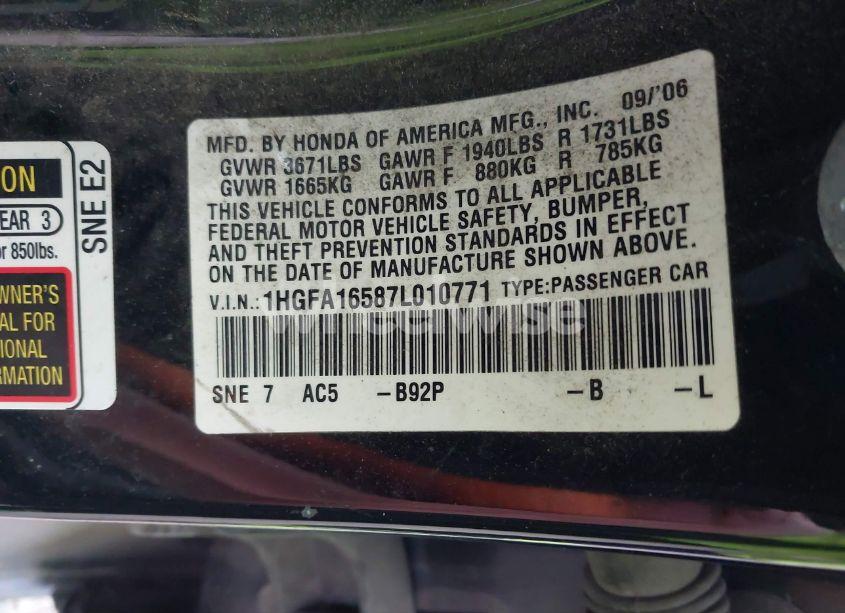 MFD. BY HONDA OF AMERICA MFG., INC. 09/'06
GVWR 3671LBS GAWR F 1940LBS R 1731LBS
GVWR 1665KG GAWR F 880KG R 785KG
THIS VEHICLE CONFORMS TO ALL APPLICABLE
FEDERAL MOTOR VEHICLE SAFETY, BUMPER,
AND THEFT PREVENTION STANDARDS IN EFFECT
ON THE DATE OF MANUFACTURE SHOWN ABOVE.
V.I.N.: 1HGFA16587L010771 TYPE:PASSENGER CAR
wheelwise
SNE 7 AC5 -B92P -B -L
ON
EAR 3
or 850lbs.
WNER'S
AL FOR
IONAL
RMATION
SNE E2